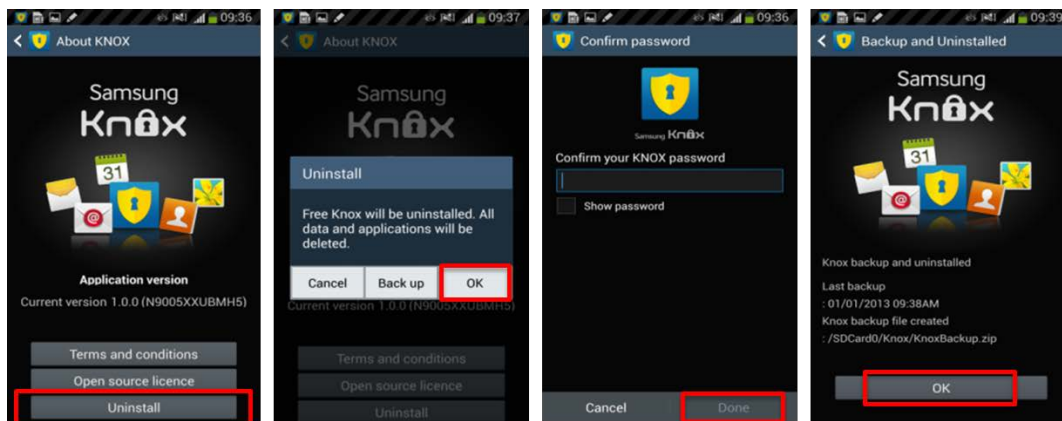 09:36
About KNOX
Samsung
Knox
31
@
Application version
Current version 1.0.0 (N9005XXUBMH5)
Terms and conditions
Open source licence
Uninstall
09:37
About KNOX
Samsung
Knox
Uninstall
Free Knox will be uninstalled. All
data and applications will be
deleted.
Cancel
Back up
OK
Current version 1.0.0 (N9005XXUBMH5)
Terms and conditions
Open source licence
Uninstall
09:36
Confirm password
Samsung Knox
Confirm your KNOX password
Show password
Cancel
Done
09:39
Backup and Uninstalled
Samsung
Knox
31
@
Knox backup and uninstalled
Last backup
: 01/01/2013 09:38AM
Knox backup file created
: /SDCard0/Knox/KnoxBackup.zip
OK